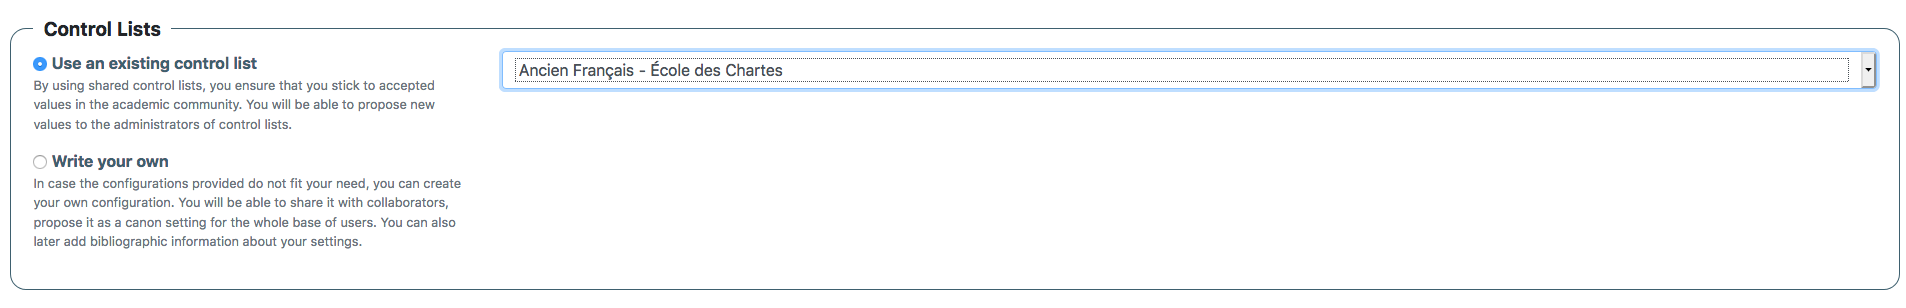 Control Lists
Use an existing control list
By using shared control lists, you ensure that you stick to accepted
values in the academic community. You will be able to propose new
values to the administrators of control lists.
Ancien Français - École des Chartes
Write your own
In case the configurations provided do not fit your need, you can create
your own configuration. You will be able to share it with collaborators,
propose it as a canon setting for the whole base of users. You can also
later add bibliographic information about your settings.